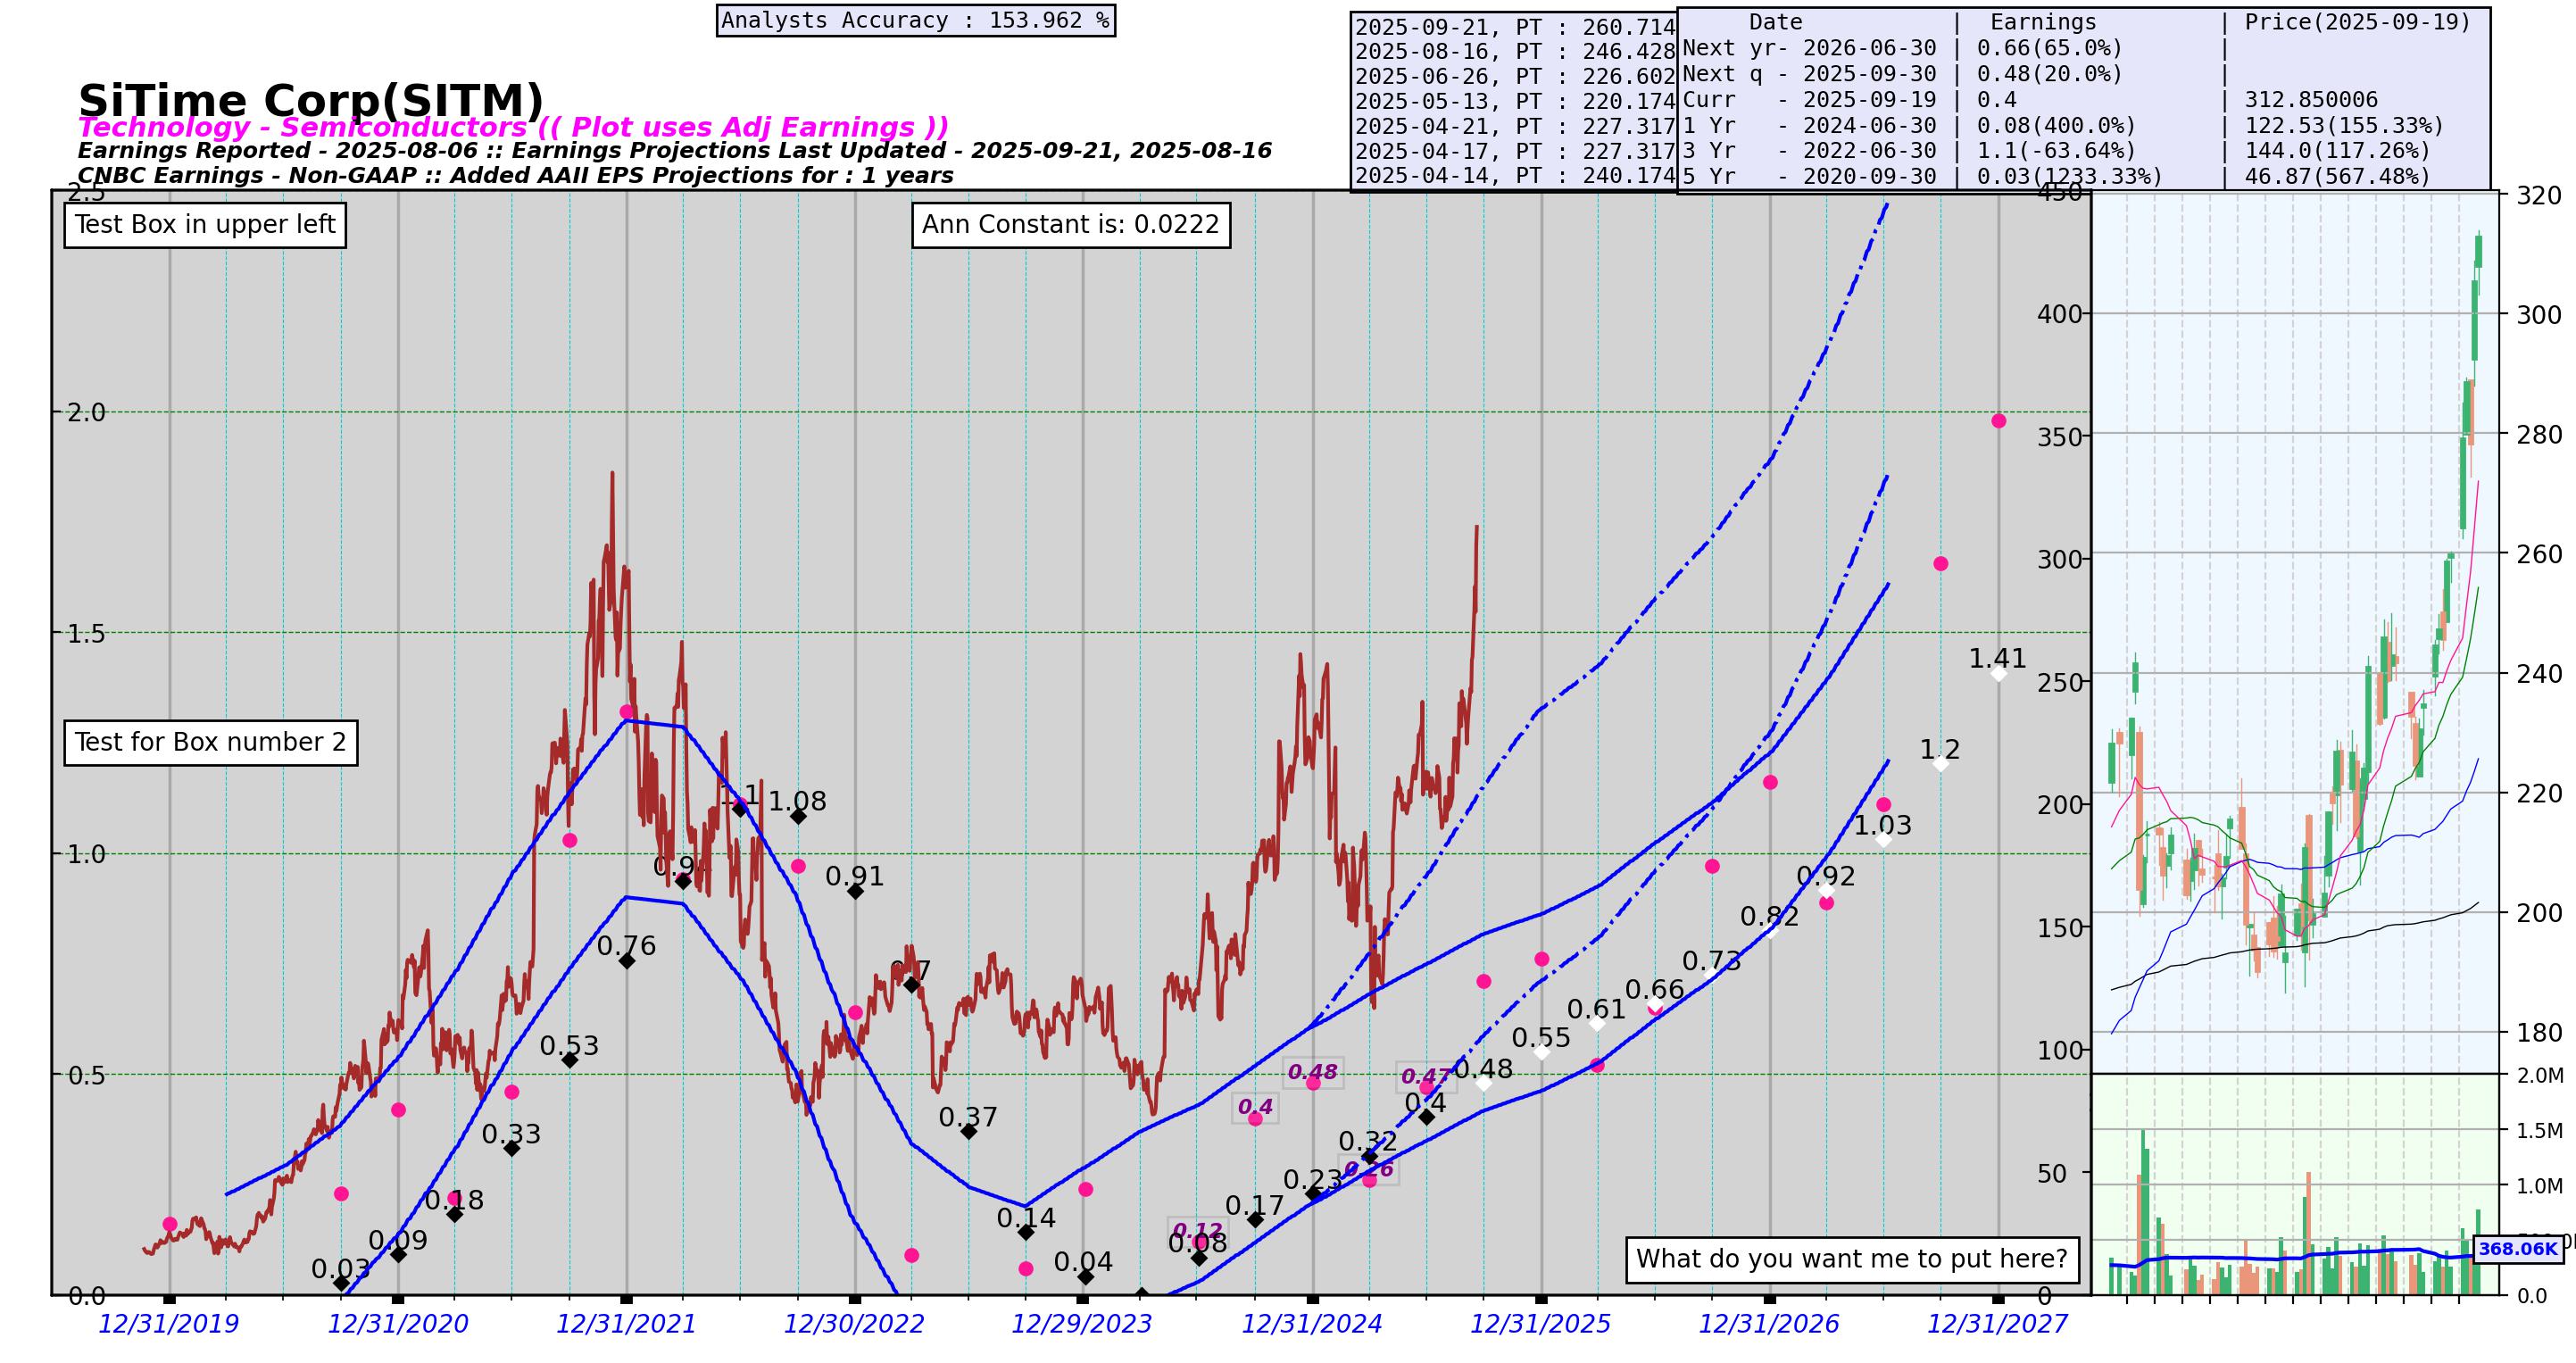 Analysts Accuracy : 153.962 %
2025-09-21, PT : 260.714
2025-08-16, PT : 246.428
2025-06-26, PT : 226.602
2025-05-13, PT : 220.174
2025-04-21, PT : 227.317
2025-04-17, PT : 227.317
2025-04-14, PT : 240.174
Date | Earnings | Price(2025-09-19)
Next yr- 2026-06-30 | 0.66(65.0%) |
Next q - 2025-09-30 | 0.48(20.0%) |
Curr - 2025-09-19 | 0.4 | 312.850006
1 Yr - 2024-06-30 | 0.08(400.0%) | 122.53(155.33%)
3 Yr - 2022-06-30 | 1.1(-63.64%) | 144.0(117.26%)
5 Yr - 2020-09-30 | 0.03(1233.33%) | 46.87(567.48%)
SiTime Corp(SITM)
Technology - Semiconductors (( Plot uses Adj Earnings ))
Earnings Reported - 2025-08-06 :: Earnings Projections Last Updated - 2025-09-21, 2025-08-16
CNBC Earnings - Non-GAAP :: Added AAII EPS Projections for : 1 years
Test Box in upper left
Ann Constant is: 0.0222
Test for Box number 2
What do you want me to put here?
2.5
2.0
1.5
1.0
0.5
0.0
0.03
0.09
0.18
0.33
0.53
0.76
0.94
1.1
1.08
0.91
0.7
0.37
0.14
0.04
0.08
0.12
0.17
0.4
0.23
0.48
0.32
0.26
0.4
0.47
0.48
0.55
0.61
0.66
0.73
0.82
0.92
1.03
1.2
1.41
450
400
350
300
250
200
150
100
50
0
320
300
280
260
240
220
200
180
2.0M
1.5M
1.0M
368.06K
0.0
12/31/2019
12/31/2020
12/31/2021
12/30/2022
12/29/2023
12/31/2024
12/31/2025
12/31/2026
12/31/2027